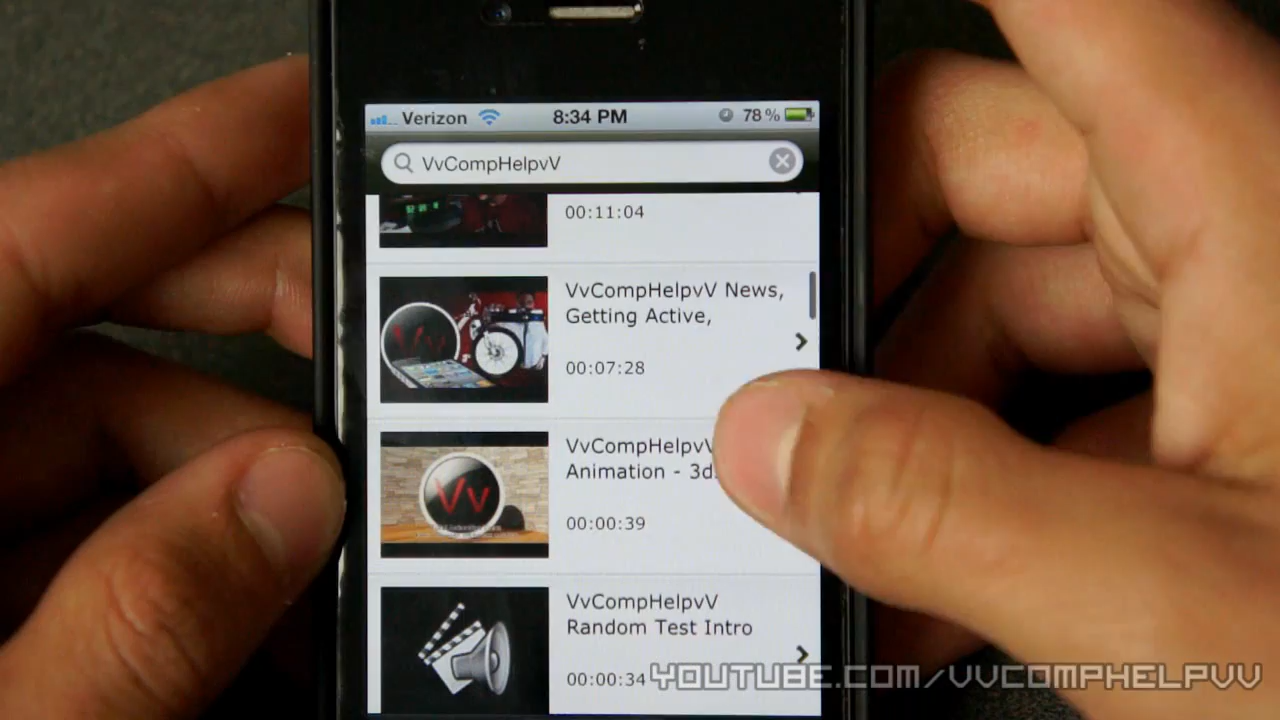 Verizon 8:34 PM 78%
VvCompHelpvV
00:11:04
VvCompHelpvV News,
Getting Active,
00:07:28
VvCompHelpvV
Animation - 3d
00:00:39
Vv
VvCompHelpvV
Random Test Intro
00:00:34
YOUTUBE.COM/VVCOMPHELPVV